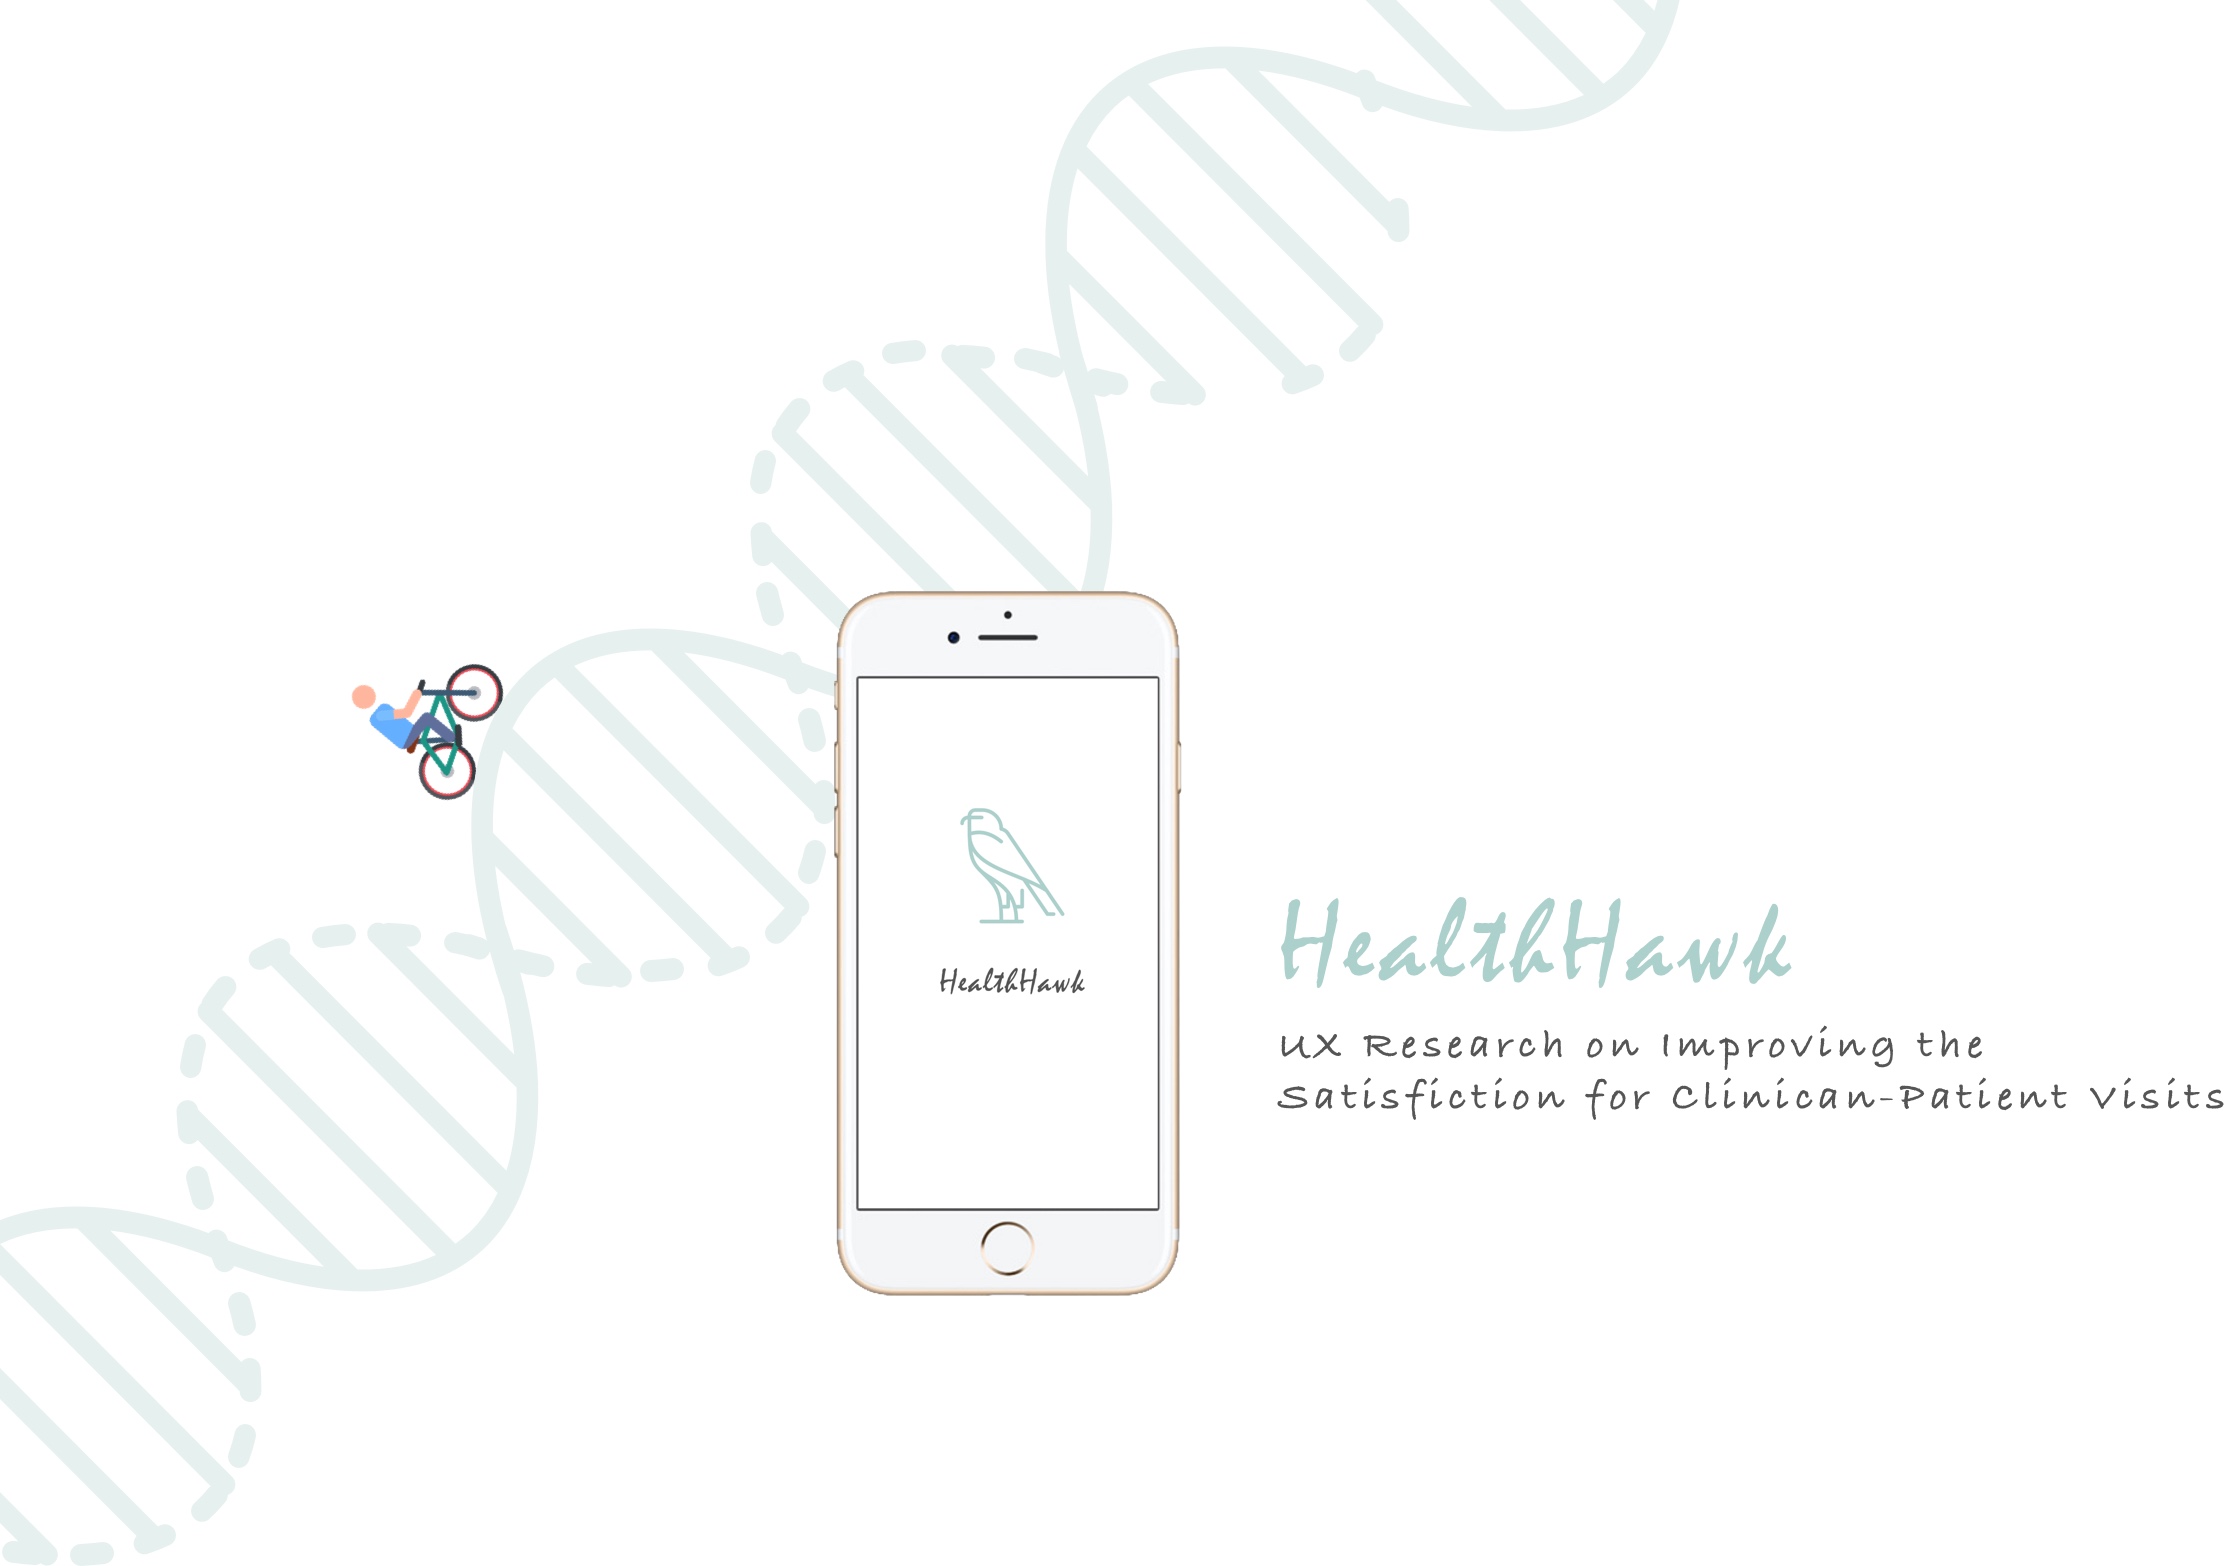 HealthHawk
HealthHawk
UX Research on Improving the
Satisfiction for Clinican-Patient Visits